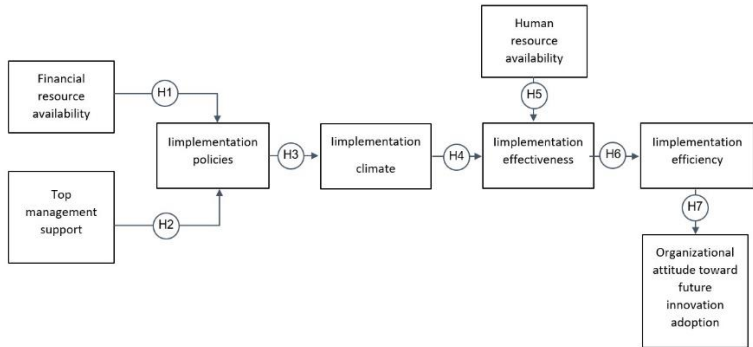 Human
resource
availability
Financial
resource
availability
H1
H5
Iimplementation
policies
H3
Iimplementation
climate
H4
Iimplementation
effectiveness
H6
Iimplementation
efficiency
Top
management
support
H2
H7
Organizational
attitude toward
future
innovation
adoption